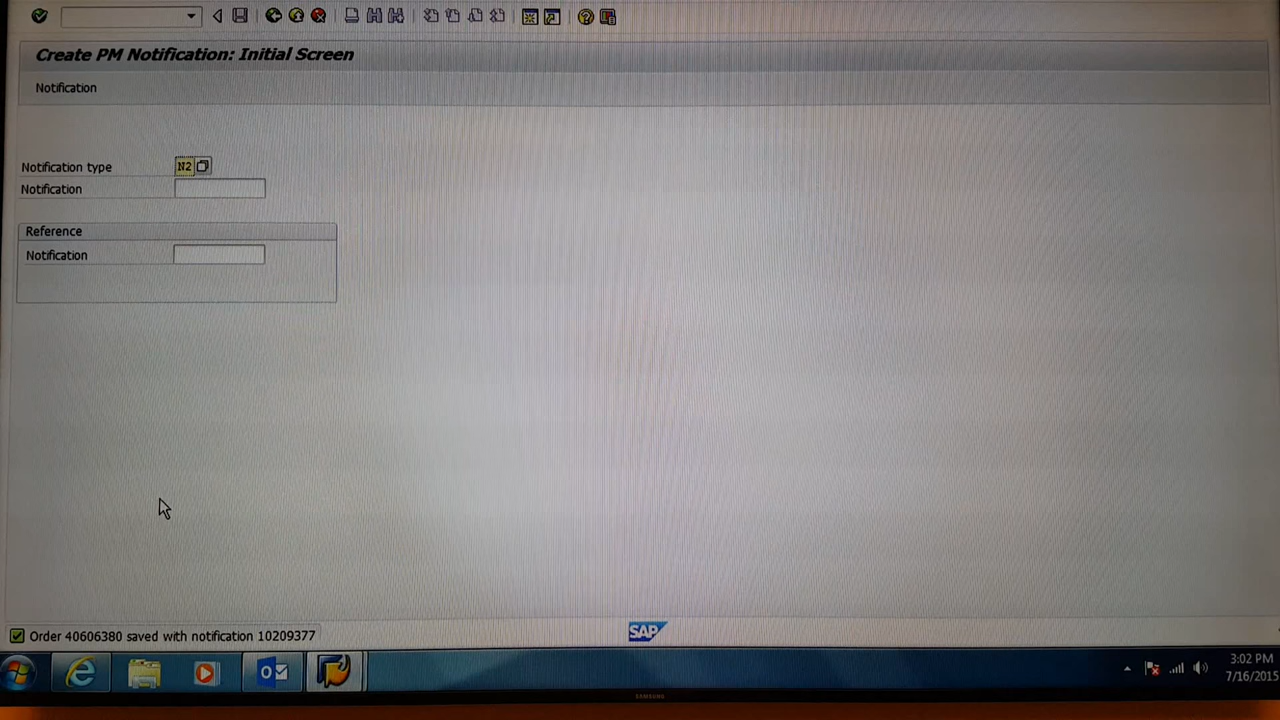 Create PM Notification: Initial Screen
Notification
Notification type N2
Notification
Reference
Notification
Order 40606380 saved with notification 10209377
SAP
3:02 PM
7/16/2015
SAMSUNG